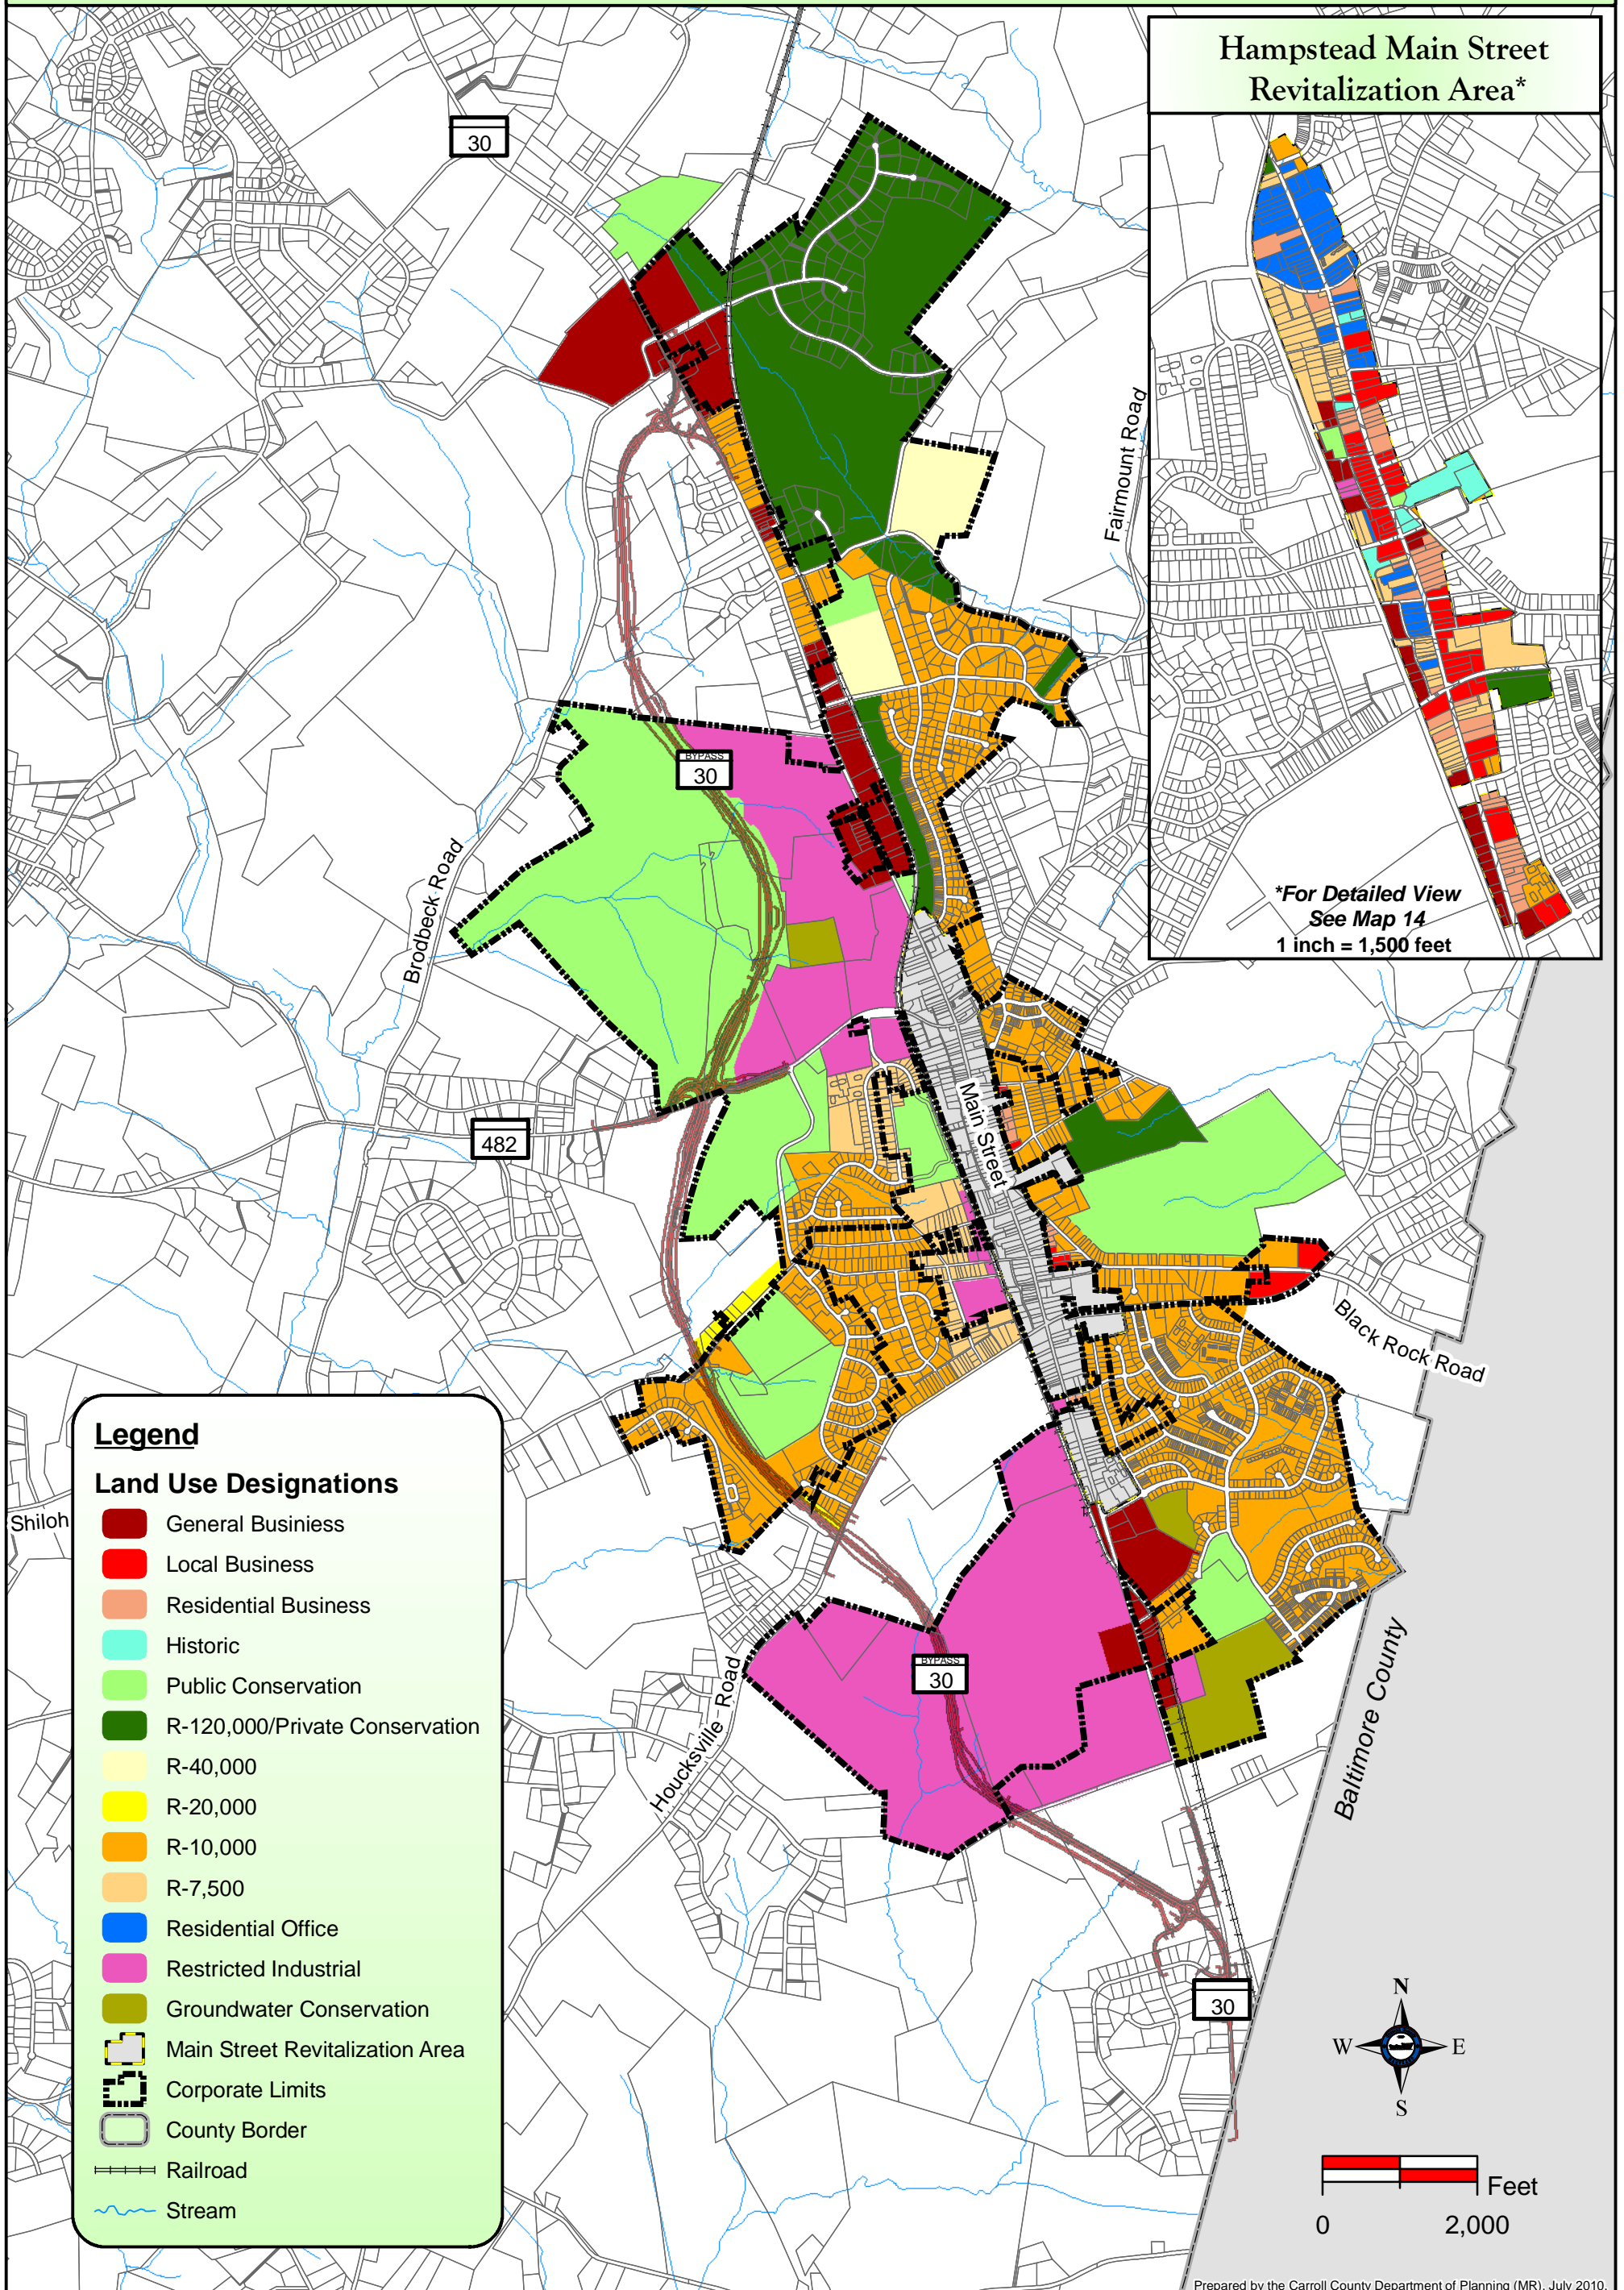 Hampstead Main Street
Revitalization Area*
30
Fairmount Road
*For Detailed View
See Map 14
1 inch = 1,500 feet
BYPASS
30
Brodbeck Road
Main Street
482
Black Rock Road
Shiloh
BYPASS
30
Houcksville Road
Baltimore County
30
Legend
Land Use Designations
General Businiess
Local Business
Residential Business
Historic
Public Conservation
R-120,000/Private Conservation
R-40,000
R-20,000
R-10,000
R-7,500
Residential Office
Restricted Industrial
Groundwater Conservation
Main Street Revitalization Area
Corporate Limits
County Border
Railroad
Stream
N
W E
S
Feet
0 2,000
Prepared by the Carroll County Department of Planning (MR), July 2010